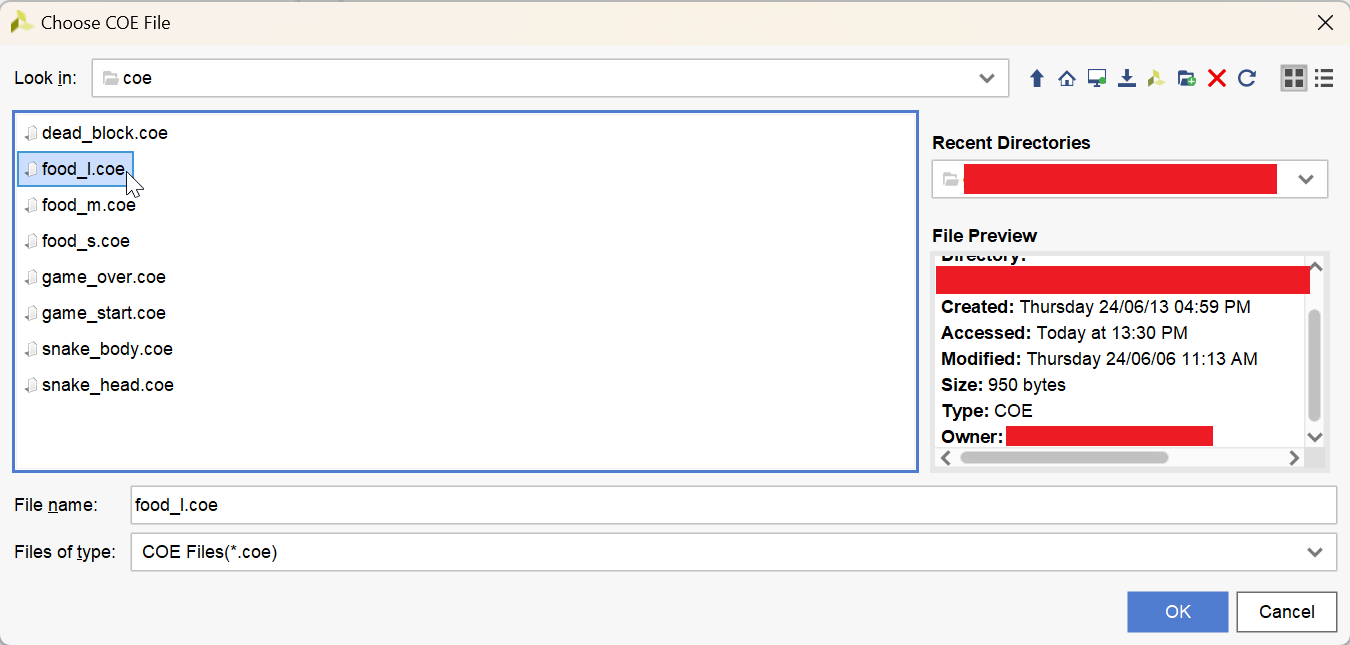 Choose COE File
Look in: coe
dead_block.coe
food_l.coe
food_m.coe
food_s.coe
game_over.coe
game_start.coe
snake_body.coe
snake_head.coe
Recent Directories
File Preview
Directory:
Created: Thursday 24/06/13 04:59 PM
Accessed: Today at 13:30 PM
Modified: Thursday 24/06/06 11:13 AM
Size: 950 bytes
Type: COE
Owner:
File name: food_l.coe
Files of type: COE Files(*.coe)
OK Cancel